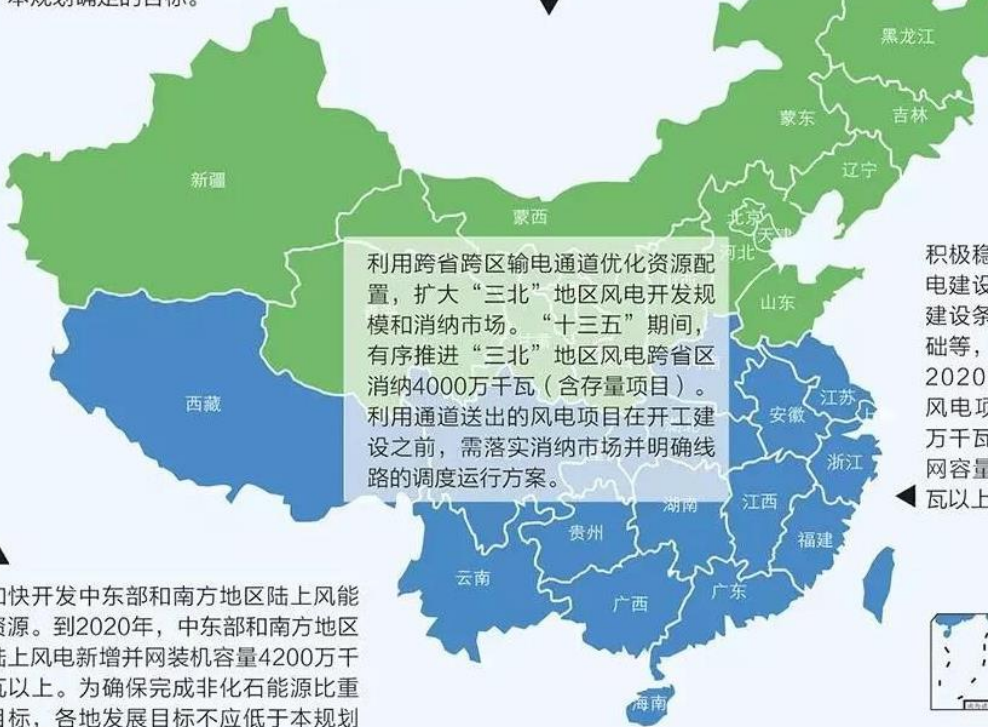 本规划确定的目标。
黑龙江
蒙东
吉林
辽宁
新疆
蒙西
北京
天津
河北
山东
利用跨省跨区输电通道优化资源配
置，扩大“三北”地区风电开发规
模和消纳市场。“十三五”期间，
有序推进“三北”地区风电跨省区
消纳4000万千瓦（含存量项目）。
利用通道送出的风电项目在开工建
设之前，需落实消纳市场并明确线
路的调度运行方案。
西藏
江苏
安徽
上
浙江
湖南
江西
贵州
福建
云南
广西
广东
海南
积极稳
电建设
建设条
础等，
2020
风电项
万千瓦
网容量
瓦以上
加快开发中东部和南方地区陆上风能
资源。到2020年，中东部和南方地区
陆上风电新增并网装机容量4200万千
瓦以上。为确保完成非化石能源比重
目标，各地发展目标不应低于本规划